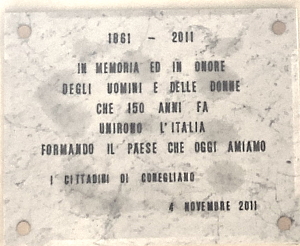 1861 - 2011
IN MEMORIA ED IN ONORE
DEGLI UOMINI E DELLE DONNE
CHE 150 ANNI FA
UNIRONO L'ITALIA
FORMANDO IL PAESE CHE OGGI AMIAMO
I CITTADINI DI CONEGLIANO
4 NOVEMBRE 2011